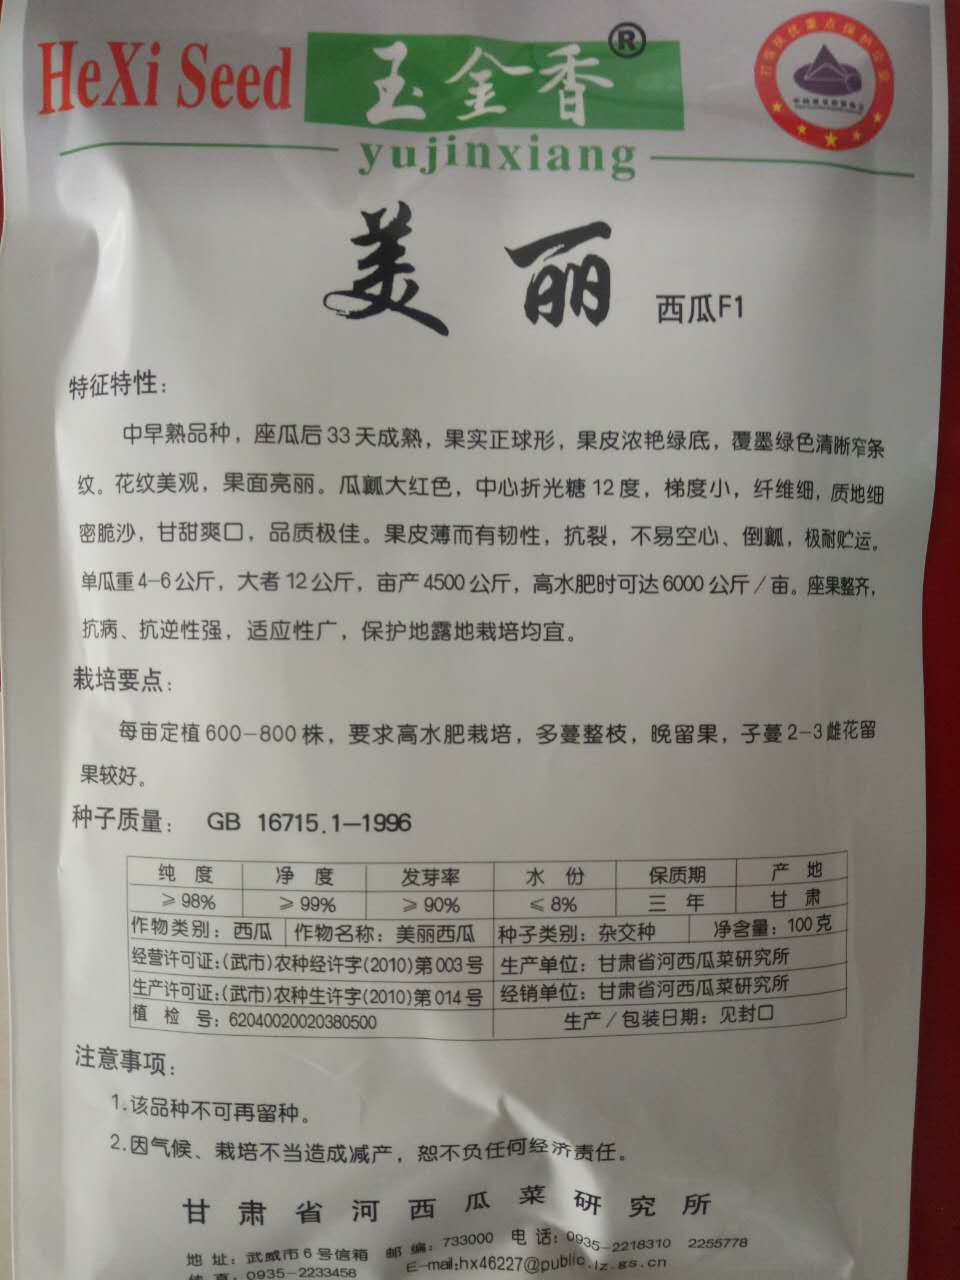 HeXi Seed 玉金香®
打假扶优重点保护企业
yujinxiang
美丽 西瓜F1
特征特性：
中早熟品种，座瓜后33天成熟，果实正球形，果皮浓艳绿底，覆墨绿色清晰窄条
纹。花纹美观，果面亮丽。瓜瓤大红色，中心折光糖12度，梯度小，纤维细，质地细
密脆沙，甘甜爽口，品质极佳。果皮薄而有韧性，抗裂，不易空心、倒瓤，极耐贮运。
单瓜重4-6公斤，大者12公斤，亩产4500公斤，高水肥时可达6000公斤/亩。座果整齐，
抗病、抗逆性强，适应性广，保护地露地栽培均宜。
栽培要点：
每亩定植600-800株，要求高水肥栽培，多蔓整枝，晚留果，子蔓2-3雌花留
果较好。
种子质量： GB 16715.1-1996
纯度 净度 发芽率 水份 保质期 产地
≥98% ≥99% ≥90% ≤8% 三年 甘肃
作物类别：西瓜 作物名称：美丽西瓜 种子类别：杂交种 净含量：100克
经营许可证：(武市)农种经许字(2010)第003号 生产单位：甘肃省河西瓜菜研究所
生产许可证：(武市)农种生许字(2010)第014号 经销单位：甘肃省河西瓜菜研究所
植检号：62040020020380500 生产/包装日期：见封口
注意事项：
1.该品种不可再留种。
2.因气候、栽培不当造成减产，恕不负任何经济责任。
甘肃省河西瓜菜研究所
地址：武威市6号信箱 邮编：733000 电话：0935-2218310 2255778
传真：0935-2233458 E-mail:hx46227@public.lz.gs.cn